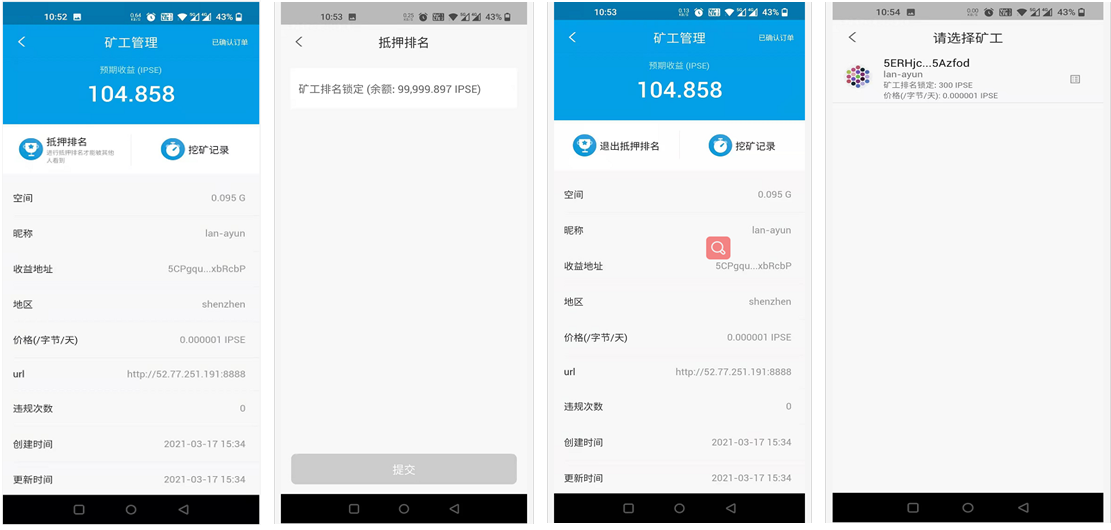 10:52
0.64
KB/S
43%
矿工管理
已确认订单
预期收益 (IPSE)
104.858
抵押排名
进行抵押排名才能被其他
人看到
挖矿记录
空间
0.095 G
昵称
lan-ayun
收益地址
5CPgqu...xbRcbP
地区
shenzhen
价格(/字节/天)
0.000001 IPSE
url
http://52.77.251.191:8888
违规次数
0
创建时间
2021-03-17 15:34
更新时间
2021-03-17 15:34
10:53
43%
抵押排名
矿工排名锁定 (余额: 99,999.897 IPSE)
提交
10:53
43%
矿工管理
已确认订单
预期收益 (IPSE)
104.858
退出抵押排名
挖矿记录
空间
0.095 G
昵称
lan-ayun
收益地址
5CPgqu...xbRcbP
地区
shenzhen
价格(/字节/天)
0.000001 IPSE
url
http://52.77.251.191:8888
违规次数
0
创建时间
2021-03-17 15:34
更新时间
2021-03-17 15:34
10:54
0.00
KB/S
43%
请选择矿工
5ERHjc...5Azfod
lan-ayun
矿工排名锁定: 300 IPSE
价格(/字节/天): 0.000001 IPSE